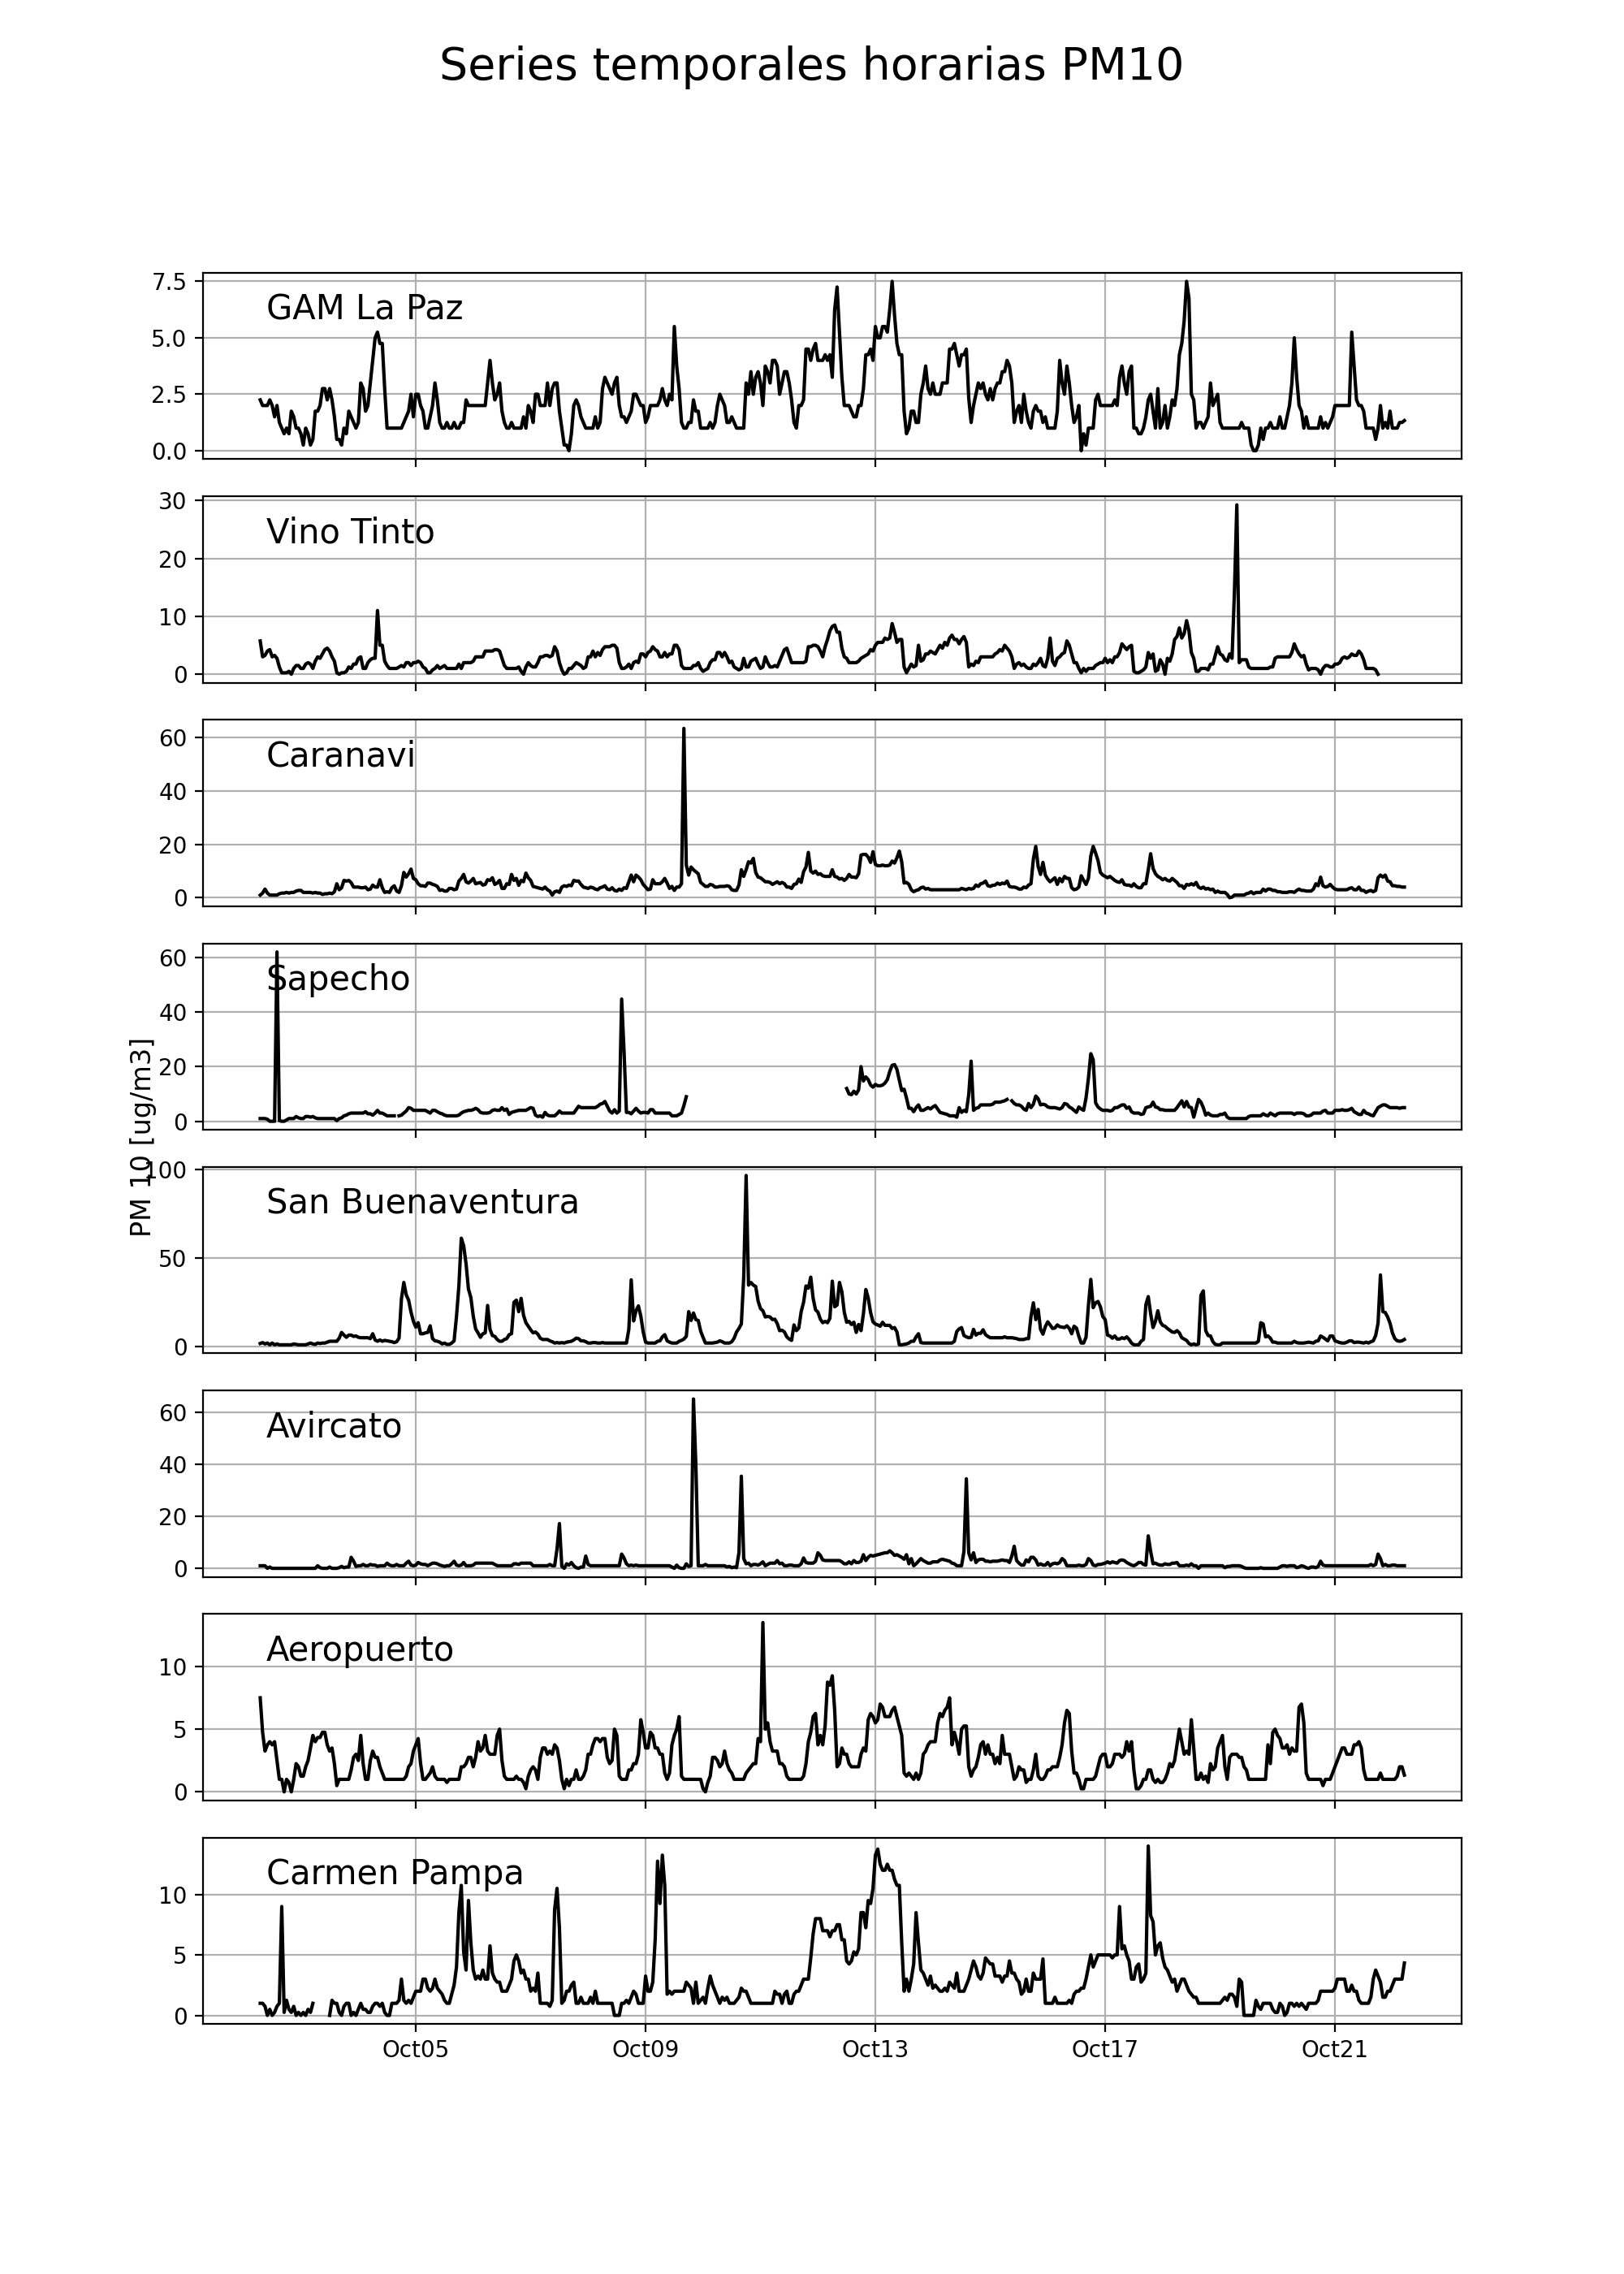 Series temporales horarias PM10
7.5
GAM La Paz
5.0
2.5
0.0
30
Vino Tinto
20
10
0
60
Caranavi
40
20
0
60
Sapecho
40
20
0
PM 10 [ug/m3]
100
San Buenaventura
50
0
60
Avircato
40
20
0
Aeropuerto
10
5
0
Carmen Pampa
10
5
0
Oct05 Oct09 Oct13 Oct17 Oct21